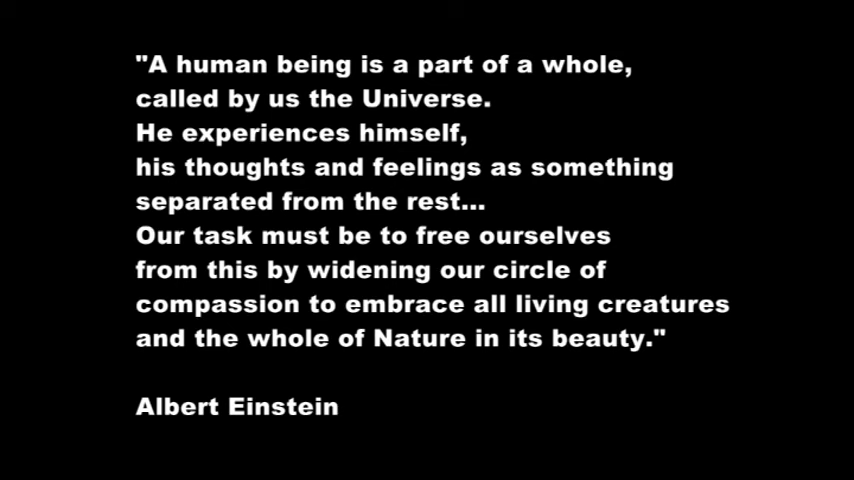 "A human being is a part of a whole,
called by us the Universe.
He experiences himself,
his thoughts and feelings as something
separated from the rest...
Our task must be to free ourselves
from this by widening our circle of
compassion to embrace all living creatures
and the whole of Nature in its beauty."
Albert Einstein